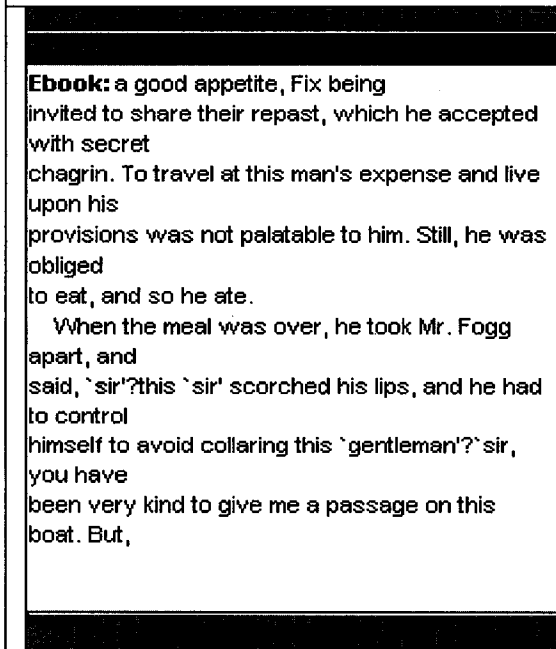 Ebook: a good appetite, Fix being
invited to share their repast, which he accepted
with secret
chagrin. To travel at this man's expense and live
upon his
provisions was not palatable to him. Still, he was
obliged
to eat, and so he ate.
When the meal was over, he took Mr. Fogg
apart, and
said, `sir'?this `sir' scorched his lips, and he had
to control
himself to avoid collaring this `gentleman'?`sir,
you have
been very kind to give me a passage on this
boat. But,